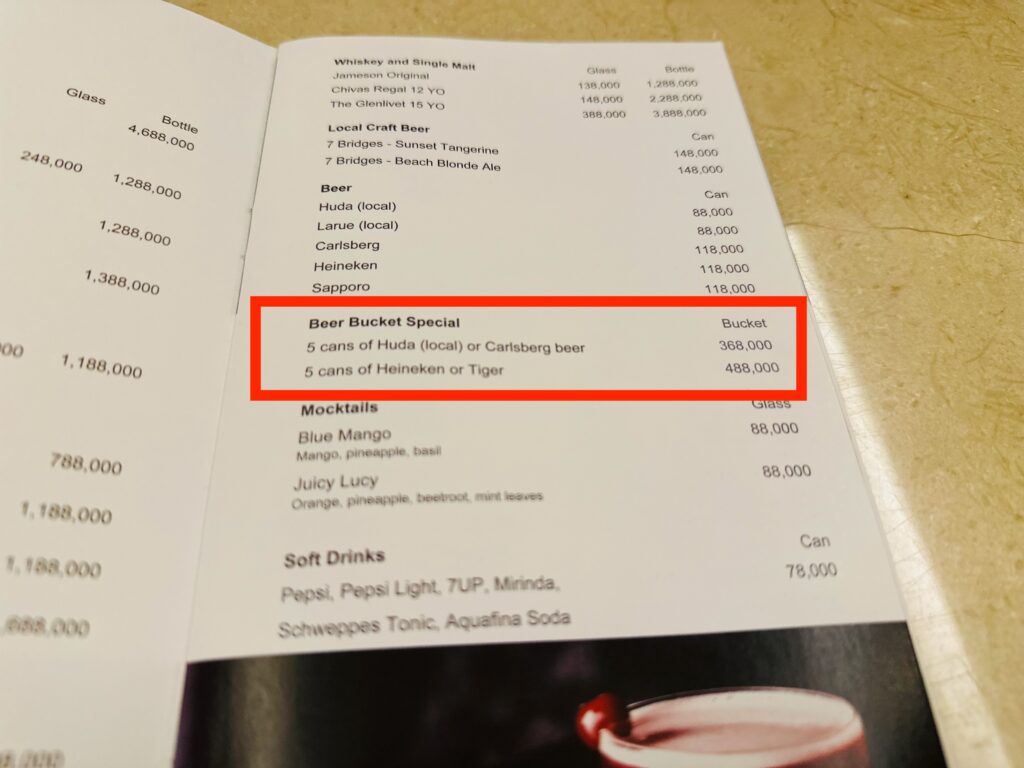 Glass
Bottle
4,688,000
248,000 1,288,000
1,288,000
1,388,000
1,188,000
788,000
1,188,000
1,188,000
Whiskey and Single Malt Glass Bottle
Jameson Original 138,000 1,288,000
Chivas Regal 12 YO 148,000 2,288,000
The Glenlivet 15 YO 388,000 3,888,000
Local Craft Beer Can
7 Bridges - Sunset Tangerine 148,000
7 Bridges - Beach Blonde Ale 148,000
Beer Can
Huda (local) 88,000
Larue (local) 88,000
Carlsberg 118,000
Heineken 118,000
Sapporo 118,000
Beer Bucket Special Bucket
5 cans of Huda (local) or Carlsberg beer 368,000
5 cans of Heineken or Tiger 488,000
Mocktails Glass
Blue Mango 88,000
Mango, pineapple, basil
Juicy Lucy 88,000
Orange, pineapple, beetroot, mint leaves
Soft Drinks Can
Pepsi, Pepsi Light, 7UP, Mirinda, 78,000
Schweppes Tonic, Aquafina Soda